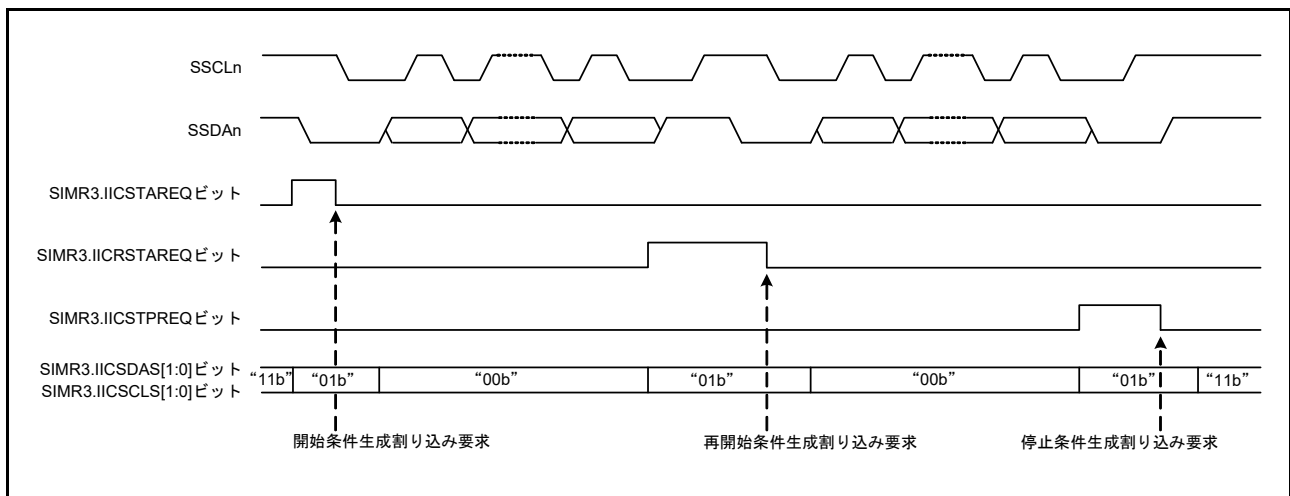 SSCLn
SSDAn
SIMR3.IICSTAREQビット
SIMR3.IICRSTAREQビット
SIMR3.IICSTPREQビット
SIMR3.IICSDAS[1:0]ビット
SIMR3.IICSCLS[1:0]ビット
“11b” “01b” “00b” “01b” “00b” “01b” “11b”
開始条件生成割り込み要求 再開始条件生成割り込み要求 停止条件生成割り込み要求